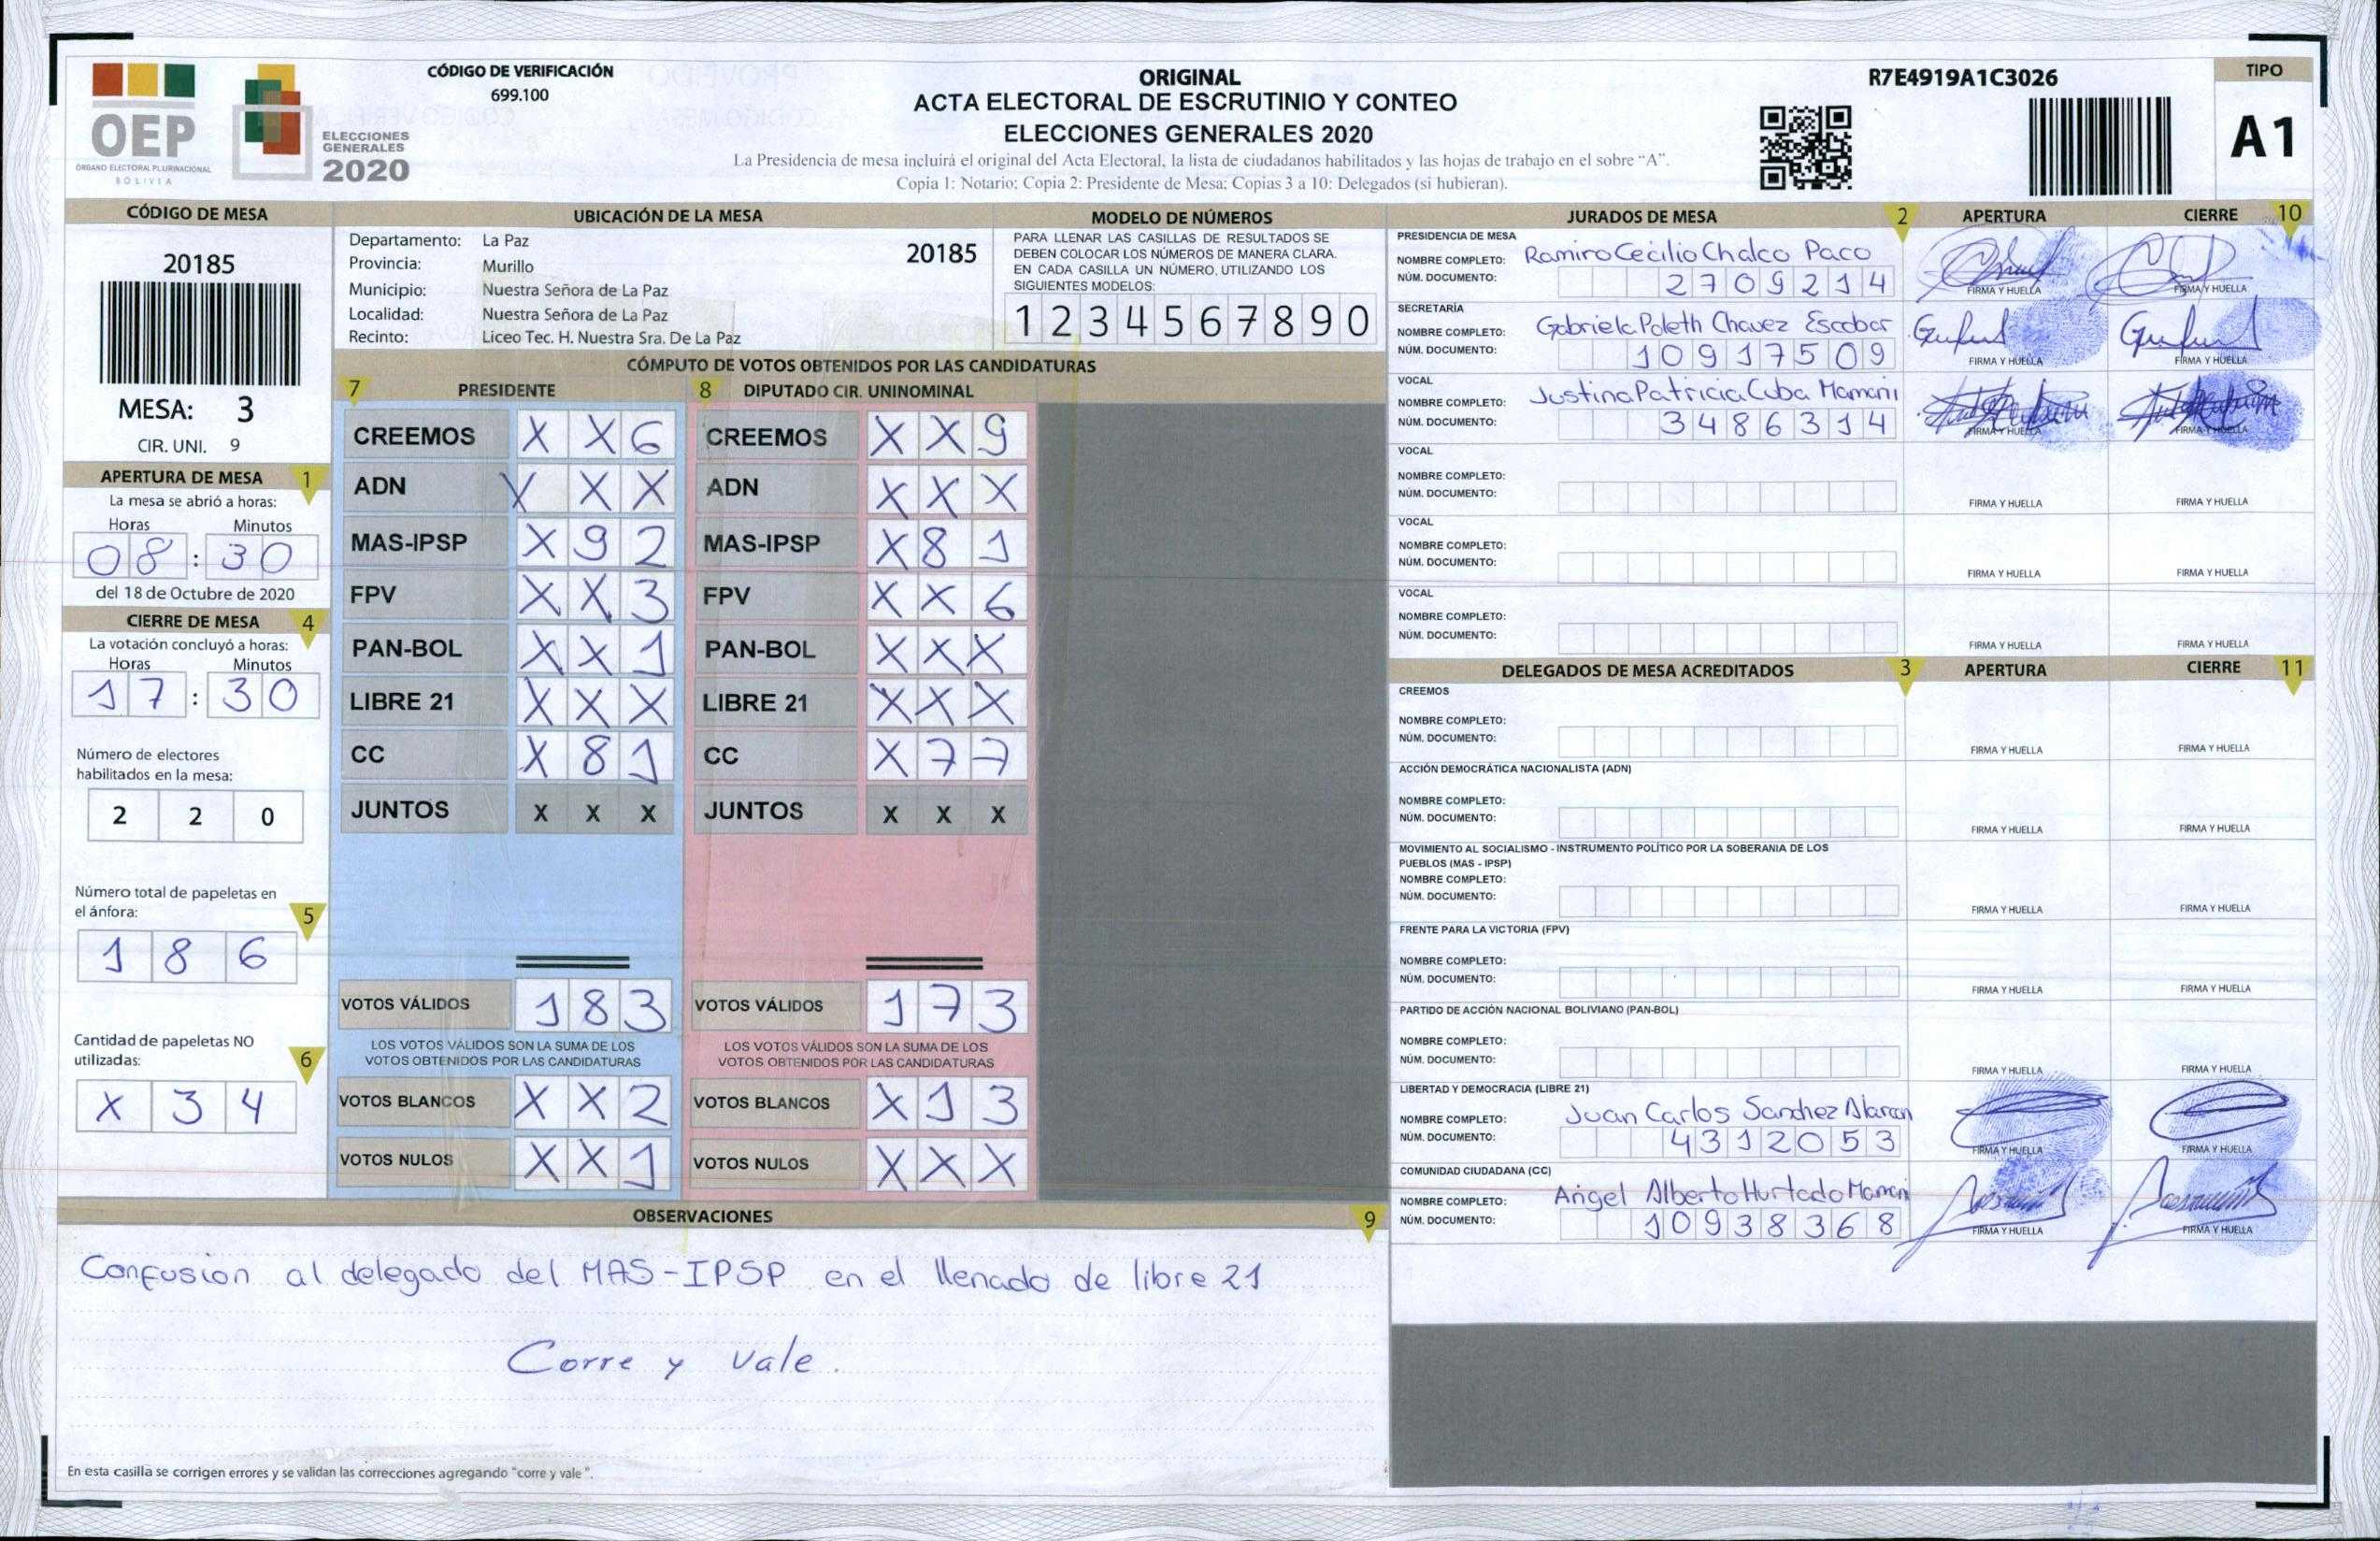 OEP
ÓRGANO ELECTORAL PLURINACIONAL
BOLIVIA
ELECCIONES
GENERALES
2020
CÓDIGO DE VERIFICACIÓN
699.100
ORIGINAL
ACTA ELECTORAL DE ESCRUTINIO Y CONTEO
ELECCIONES GENERALES 2020
La Presidencia de mesa incluirá el original del Acta Electoral, la lista de ciudadanos habilitados y las hojas de trabajo en el sobre “A”.
Copia 1: Notario; Copia 2: Presidente de Mesa; Copias 3 a 10: Delegados (si hubieran).
R7E4919A1C3026
TIPO
A1
CÓDIGO DE MESA
20185
MESA: 3
CIR. UNI. 9
APERTURA DE MESA 1
La mesa se abrió a horas:
Horas Minutos
08 : 30
del 18 de Octubre de 2020
CIERRE DE MESA 4
La votación concluyó a horas:
Horas Minutos
17 : 30
Número de electores
habilitados en la mesa:
2 2 0
Número total de papeletas en
el ánfora: 5
1 8 6
Cantidad de papeletas NO
utilizadas: 6
X 3 4
UBICACIÓN DE LA MESA
Departamento: La Paz 20185
Provincia: Murillo
Municipio: Nuestra Señora de La Paz
Localidad: Nuestra Señora de La Paz
Recinto: Liceo Tec. H. Nuestra Sra. De La Paz
MODELO DE NÚMEROS
PARA LLENAR LAS CASILLAS DE RESULTADOS SE
DEBEN COLOCAR LOS NÚMEROS DE MANERA CLARA.
EN CADA CASILLA UN NÚMERO, UTILIZANDO LOS
SIGUIENTES MODELOS:
1 2 3 4 5 6 7 8 9 0
CÓMPUTO DE VOTOS OBTENIDOS POR LAS CANDIDATURAS
7 PRESIDENTE 8 DIPUTADO CIR. UNINOMINAL
CREEMOS X X 6 CREEMOS X X 9
ADN X X X ADN X X X
MAS-IPSP X 9 2 MAS-IPSP X 8 1
FPV X X 3 FPV X X 6
PAN-BOL X X 1 PAN-BOL X X X
LIBRE 21 X X X LIBRE 21 X X X
CC X 8 1 CC X 7 7
JUNTOS X X X JUNTOS X X X
VOTOS VÁLIDOS 1 8 3 VOTOS VÁLIDOS 1 7 3
LOS VOTOS VÁLIDOS SON LA SUMA DE LOS LOS VOTOS VÁLIDOS SON LA SUMA DE LOS
VOTOS OBTENIDOS POR LAS CANDIDATURAS VOTOS OBTENIDOS POR LAS CANDIDATURAS
VOTOS BLANCOS X X 2 VOTOS BLANCOS X 1 3
VOTOS NULOS X X 1 VOTOS NULOS X X X
OBSERVACIONES 9
Confusion al delegado del MAS-IPSP en el llenado de libre 21
Corre y vale.
En esta casilla se corrigen errores y se validan las correcciones agregando "corre y vale".
JURADOS DE MESA 2 APERTURA CIERRE 10
PRESIDENCIA DE MESA
NOMBRE COMPLETO: Ramiro Cecilio Chalco Paco
NÚM. DOCUMENTO: 2709214
FIRMA Y HUELLA FIRMA Y HUELLA
SECRETARÍA
NOMBRE COMPLETO: Gabriela Poleth Chavez Escobar
NÚM. DOCUMENTO: 10917509
FIRMA Y HUELLA FIRMA Y HUELLA
VOCAL
NOMBRE COMPLETO: Justina Patricia Cuba Mamani
NÚM. DOCUMENTO: 3486314
FIRMA Y HUELLA FIRMA Y HUELLA
VOCAL
NOMBRE COMPLETO:
NÚM. DOCUMENTO:
FIRMA Y HUELLA FIRMA Y HUELLA
VOCAL
NOMBRE COMPLETO:
NÚM. DOCUMENTO:
FIRMA Y HUELLA FIRMA Y HUELLA
VOCAL
NOMBRE COMPLETO:
NÚM. DOCUMENTO:
FIRMA Y HUELLA FIRMA Y HUELLA
DELEGADOS DE MESA ACREDITADOS 3 APERTURA CIERRE 11
CREEMOS
NOMBRE COMPLETO:
NÚM. DOCUMENTO:
FIRMA Y HUELLA FIRMA Y HUELLA
ACCIÓN DEMOCRÁTICA NACIONALISTA (ADN)
NOMBRE COMPLETO:
NÚM. DOCUMENTO:
FIRMA Y HUELLA FIRMA Y HUELLA
MOVIMIENTO AL SOCIALISMO - INSTRUMENTO POLÍTICO POR LA SOBERANIA DE LOS
PUEBLOS (MAS - IPSP)
NOMBRE COMPLETO:
NÚM. DOCUMENTO:
FIRMA Y HUELLA FIRMA Y HUELLA
FRENTE PARA LA VICTORIA (FPV)
NOMBRE COMPLETO:
NÚM. DOCUMENTO:
FIRMA Y HUELLA FIRMA Y HUELLA
PARTIDO DE ACCIÓN NACIONAL BOLIVIANO (PAN-BOL)
NOMBRE COMPLETO:
NÚM. DOCUMENTO:
FIRMA Y HUELLA FIRMA Y HUELLA
LIBERTAD Y DEMOCRACIA (LIBRE 21)
NOMBRE COMPLETO: Juan Carlos Sanchez Alarcon
NÚM. DOCUMENTO: 4312053
FIRMA Y HUELLA FIRMA Y HUELLA
COMUNIDAD CIUDADANA (CC)
NOMBRE COMPLETO: Angel Alberto Hurtado Mamani
NÚM. DOCUMENTO: 10938368
FIRMA Y HUELLA FIRMA Y HUELLA